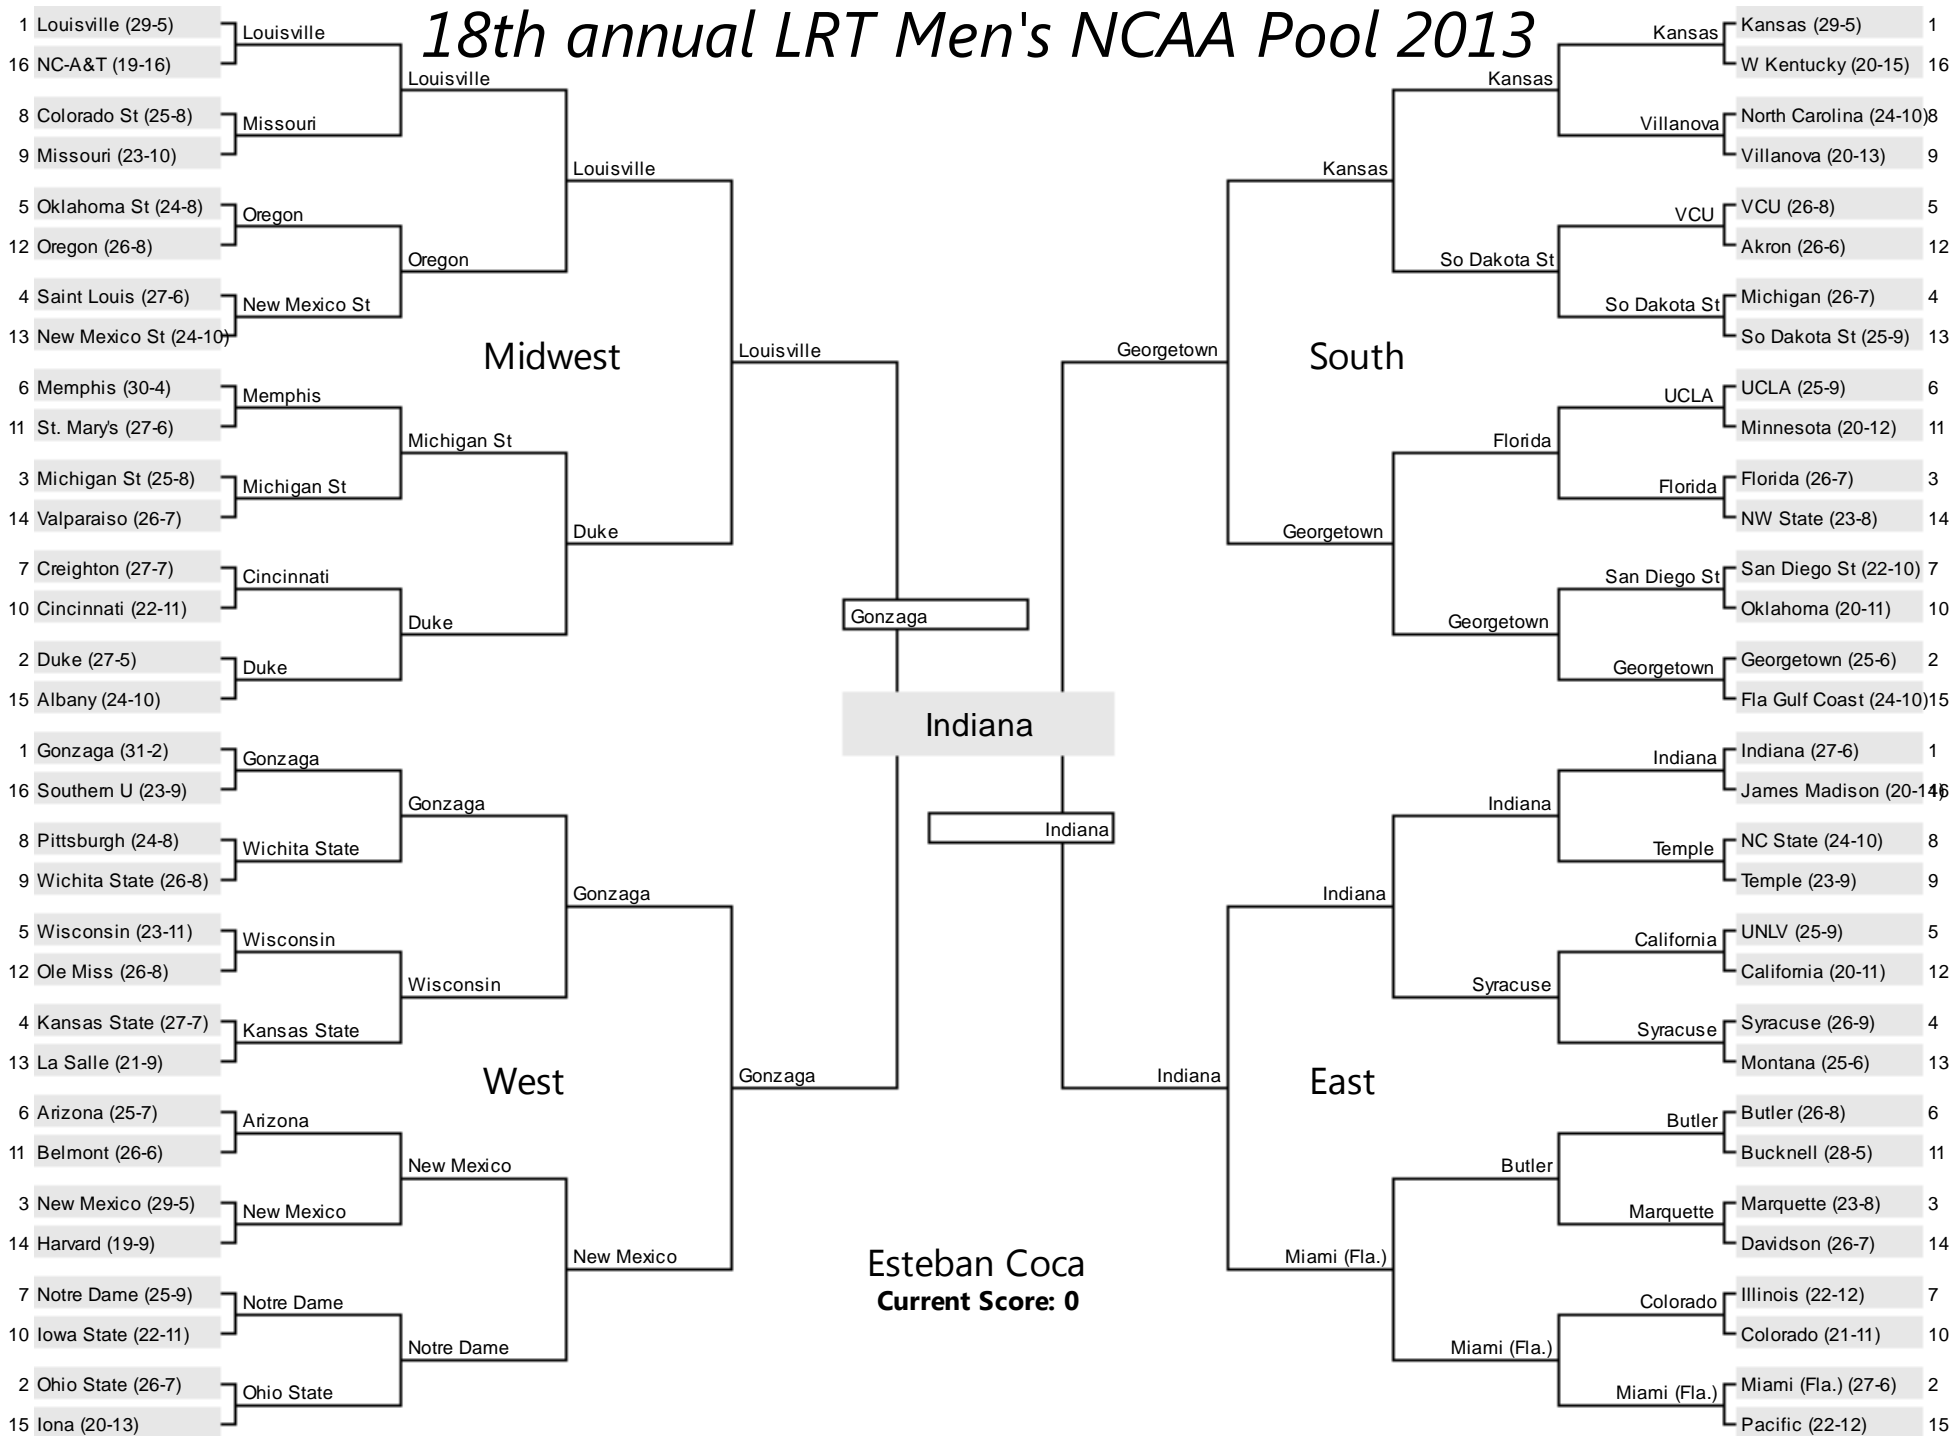 18th annual LRT Men's NCAA Pool 2013
1 Louisville (29-5)
16 NC-A&T (19-16)
8 Colorado St (25-8)
9 Missouri (23-10)
5 Oklahoma St (24-8)
12 Oregon (26-8)
4 Saint Louis (27-6)
13 New Mexico St (24-10)
6 Memphis (30-4)
11 St. Mary's (27-6)
3 Michigan St (25-8)
14 Valparaiso (26-7)
7 Creighton (27-7)
10 Cincinnati (22-11)
2 Duke (27-5)
15 Albany (24-10)
Louisville
Missouri
Oregon
New Mexico St
Memphis
Michigan St
Cincinnati
Duke
Louisville
Oregon
Michigan St
Duke
Louisville
Duke
Midwest
Louisville
1 Gonzaga (31-2)
16 Southern U (23-9)
8 Pittsburgh (24-8)
9 Wichita State (26-8)
5 Wisconsin (23-11)
12 Ole Miss (26-8)
4 Kansas State (27-7)
13 La Salle (21-9)
6 Arizona (25-7)
11 Belmont (26-6)
3 New Mexico (29-5)
14 Harvard (19-9)
7 Notre Dame (25-9)
10 Iowa State (22-11)
2 Ohio State (26-7)
15 Iona (20-13)
Gonzaga
Wichita State
Wisconsin
Kansas State
Arizona
New Mexico
Notre Dame
Ohio State
Gonzaga
Wisconsin
New Mexico
Notre Dame
Gonzaga
New Mexico
West
Gonzaga
Gonzaga
Indiana
Indiana
Esteban Coca
Current Score: 0
Kansas (29-5) 1
W Kentucky (20-15) 16
North Carolina (24-10) 8
Villanova (20-13) 9
VCU (26-8) 5
Akron (26-6) 12
Michigan (26-7) 4
So Dakota St (25-9) 13
UCLA (25-9) 6
Minnesota (20-12) 11
Florida (26-7) 3
NW State (23-8) 14
San Diego St (22-10) 7
Oklahoma (20-11) 10
Georgetown (25-6) 2
Fla Gulf Coast (24-10) 15
Kansas
Villanova
VCU
So Dakota St
UCLA
Florida
San Diego St
Georgetown
Kansas
So Dakota St
Florida
Georgetown
Kansas
Georgetown
South
Georgetown
Indiana (27-6) 1
James Madison (20-14) 16
NC State (24-10) 8
Temple (23-9) 9
UNLV (25-9) 5
California (20-11) 12
Syracuse (26-9) 4
Montana (25-6) 13
Butler (26-8) 6
Bucknell (28-5) 11
Marquette (23-8) 3
Davidson (26-7) 14
Illinois (22-12) 7
Colorado (21-11) 10
Miami (Fla.) (27-6) 2
Pacific (22-12) 15
Indiana
Temple
California
Syracuse
Butler
Marquette
Colorado
Miami (Fla.)
Indiana
Syracuse
Butler
Miami (Fla.)
Indiana
Miami (Fla.)
East
Indiana